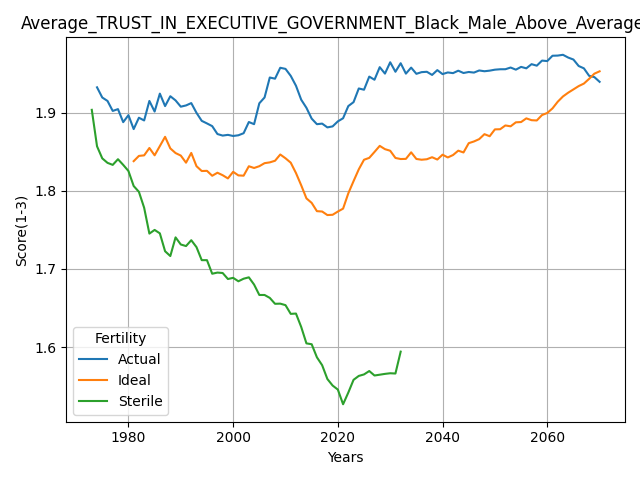 Average_TRUST_IN_EXECUTIVE_GOVERNMENT_Black_Male_Above_Average
Score(1-3)
1.9
1.8
1.7
1.6
Fertility
Actual
Ideal
Sterile
1980 2000 2020 2040 2060
Years